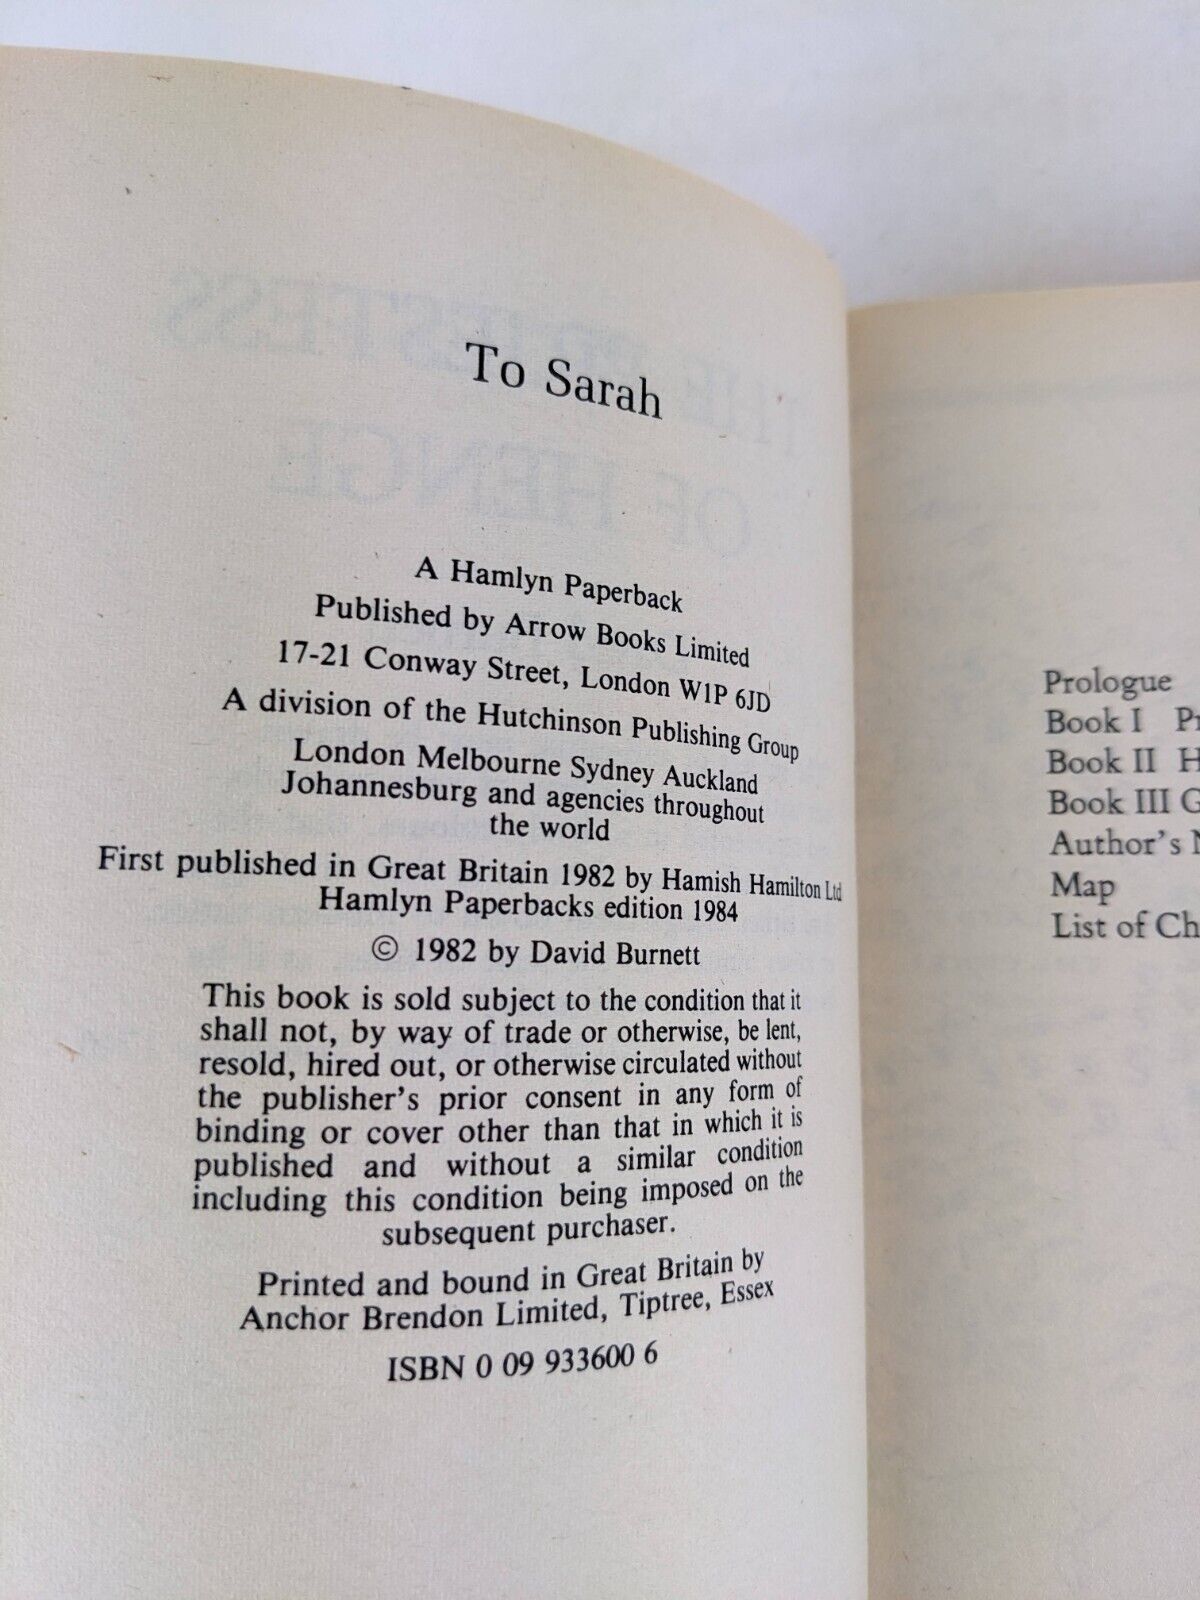 To Sarah
A Hamlyn Paperback
Published by Arrow Books Limited
17-21 Conway Street, London W1P 6JD
A division of the Hutchinson Publishing Group
London Melbourne Sydney Auckland
Johannesburg and agencies throughout
the world
First published in Great Britain 1982 by Hamish Hamilton Ltd
Hamlyn Paperbacks edition 1984
© 1982 by David Burnett
This book is sold subject to the condition that it
shall not, by way of trade or otherwise, be lent,
resold, hired out, or otherwise circulated without
the publisher's prior consent in any form of
binding or cover other than that in which it is
published and without a similar condition
including this condition being imposed on the
subsequent purchaser.
Printed and bound in Great Britain by
Anchor Brendon Limited, Tiptree, Essex
ISBN 0 09 933600 6
Prologue
Book I
Book II
Book III
Author's
Map
List of